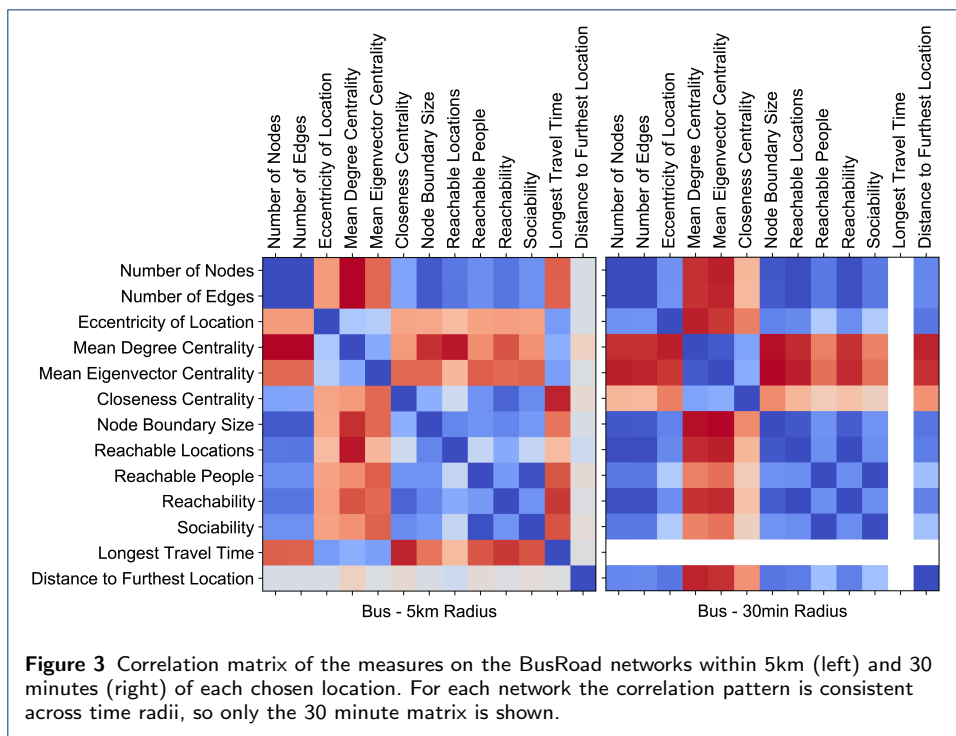 Number of Nodes
Number of Edges
Eccentricity of Location
Mean Degree Centrality
Mean Eigenvector Centrality
Closeness Centrality
Node Boundary Size
Reachable Locations
Reachable People
Reachability
Sociability
Longest Travel Time
Distance to Furthest Location
Number of Nodes
Number of Edges
Eccentricity of Location
Mean Degree Centrality
Mean Eigenvector Centrality
Closeness Centrality
Node Boundary Size
Reachable Locations
Reachable People
Reachability
Sociability
Longest Travel Time
Distance to Furthest Location
Number of Nodes
Number of Edges
Eccentricity of Location
Mean Degree Centrality
Mean Eigenvector Centrality
Closeness Centrality
Node Boundary Size
Reachable Locations
Reachable People
Reachability
Sociability
Longest Travel Time
Distance to Furthest Location
Bus - 5km Radius
Bus - 30min Radius
Figure 3 Correlation matrix of the measures on the BusRoad networks within 5km (left) and 30
minutes (right) of each chosen location. For each network the correlation pattern is consistent
across time radii, so only the 30 minute matrix is shown.